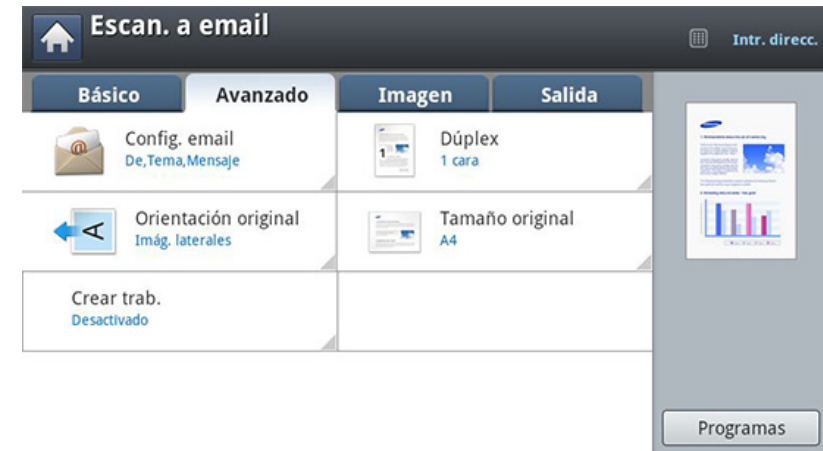 Escan. a email
Intr. direcc.
Básico
Avanzado
Imagen
Salida
Config. email
De,Tema,Mensaje
Dúplex
1 cara
Orientación original
Imág. laterales
Tamaño original
A4
Crear trab.
Desactivado
Programas